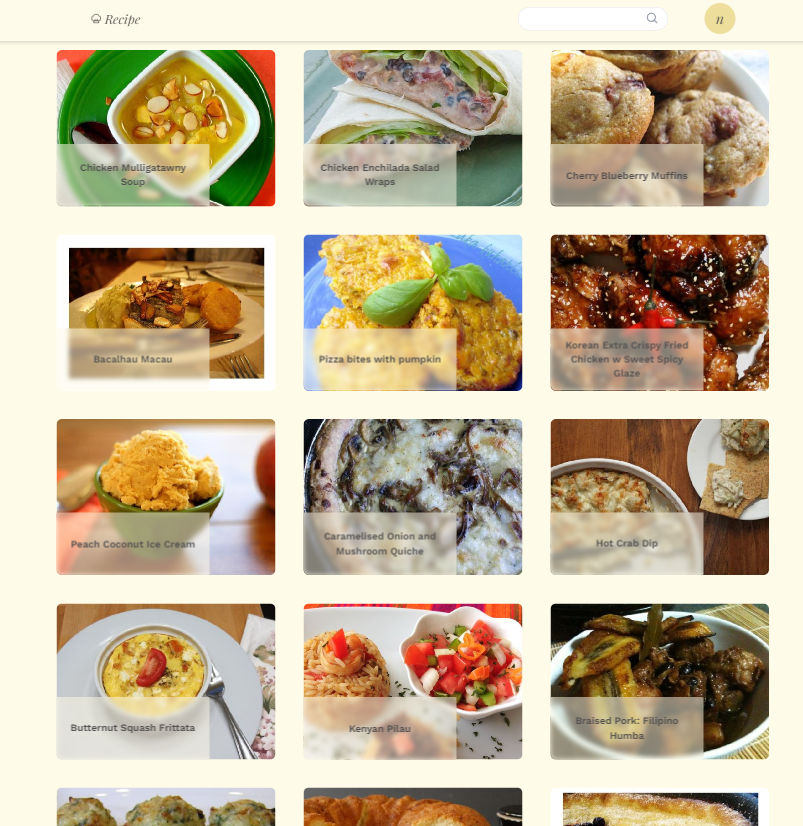 Recipe
n
Chicken Mulligatawny
Soup
Chicken Enchilada Salad
Wraps
Cherry Blueberry Muffins
Bacalhau Macau
Pizza bites with pumpkin
Korean Extra Crispy Fried
Chicken w Sweet Spicy
Glaze
Peach Coconut Ice Cream
Caramelised Onion and
Mushroom Quiche
Hot Crab Dip
Butternut Squash Frittata
Kenyan Pilau
Braised Pork: Filipino
Humba